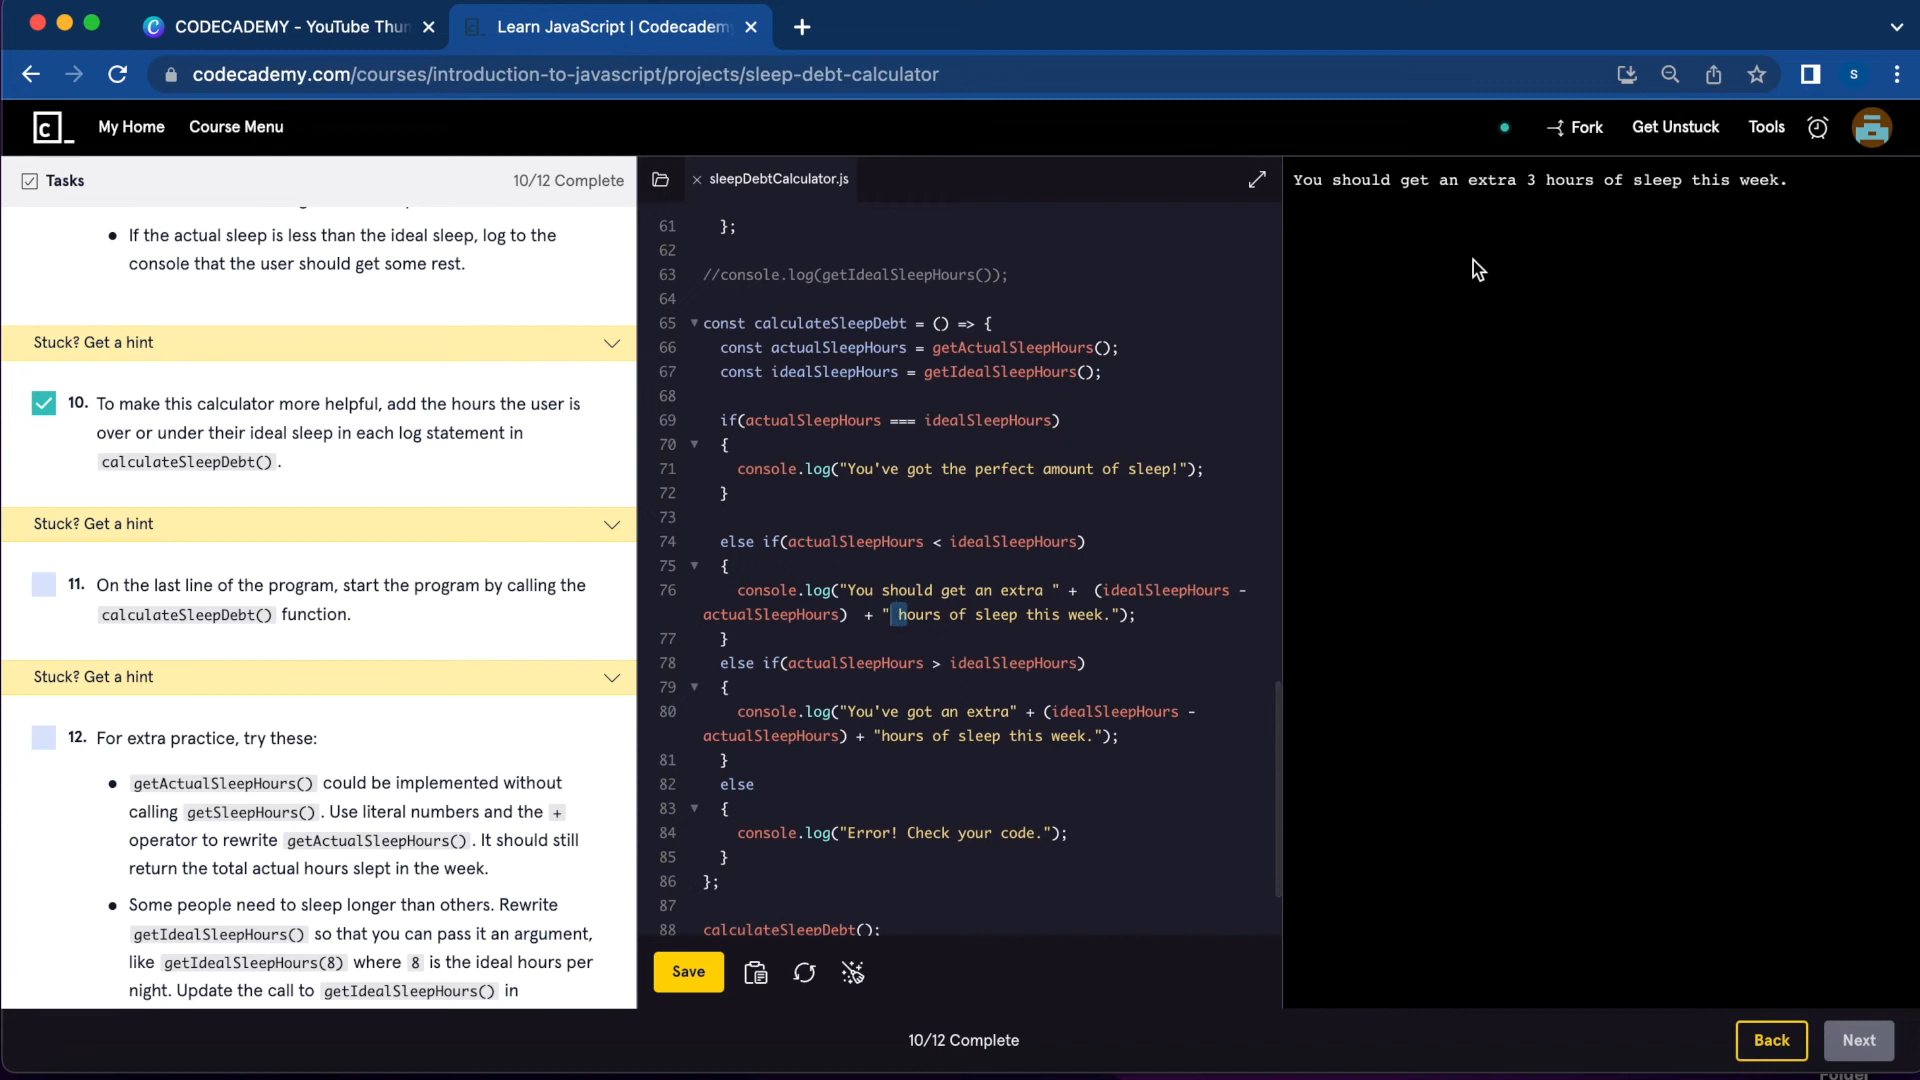 CODECADEMY - YouTube Thun
Learn JavaScript | Codecademy
codecademy.com/courses/introduction-to-javascript/projects/sleep-debt-calculator
S
c_
My Home
Course Menu
Fork
Get Unstuck
Tools
Tasks
10/12 Complete
If the actual sleep is less than the ideal sleep, log to the
console that the user should get some rest.
Stuck? Get a hint
10. To make this calculator more helpful, add the hours the user is
over or under their ideal sleep in each log statement in
calculateSleepDebt().
Stuck? Get a hint
11. On the last line of the program, start the program by calling the
calculateSleepDebt() function.
Stuck? Get a hint
12. For extra practice, try these:
getActualSleepHours() could be implemented without
calling getSleepHours(). Use literal numbers and the +
operator to rewrite getActualSleepHours(). It should still
return the total actual hours slept in the week.
Some people need to sleep longer than others. Rewrite
getIdealSleepHours() so that you can pass it an argument,
like getIdealSleepHours(8) where 8 is the ideal hours per
night. Update the call to getIdealSleepHours() in
sleepDebtCalculator.js
61 };
62
63 //console.log(getIdealSleepHours());
64
65 const calculateSleepDebt = () => {
66 const actualSleepHours = getActualSleepHours();
67 const idealSleepHours = getIdealSleepHours();
68
69 if(actualSleepHours === idealSleepHours)
70 {
71 console.log("You've got the perfect amount of sleep!");
72 }
73
74 else if(actualSleepHours < idealSleepHours)
75 {
76 console.log("You should get an extra " + (idealSleepHours -
actualSleepHours) + " hours of sleep this week.");
77 }
78 else if(actualSleepHours > idealSleepHours)
79 {
80 console.log("You've got an extra" + (idealSleepHours -
actualSleepHours) + "hours of sleep this week.");
81 }
82 else
83 {
84 console.log("Error! Check your code.");
85 }
86 };
87
88 calculateSleepDebt();
Save
You should get an extra 3 hours of sleep this week.
10/12 Complete
Back
Next
Folder